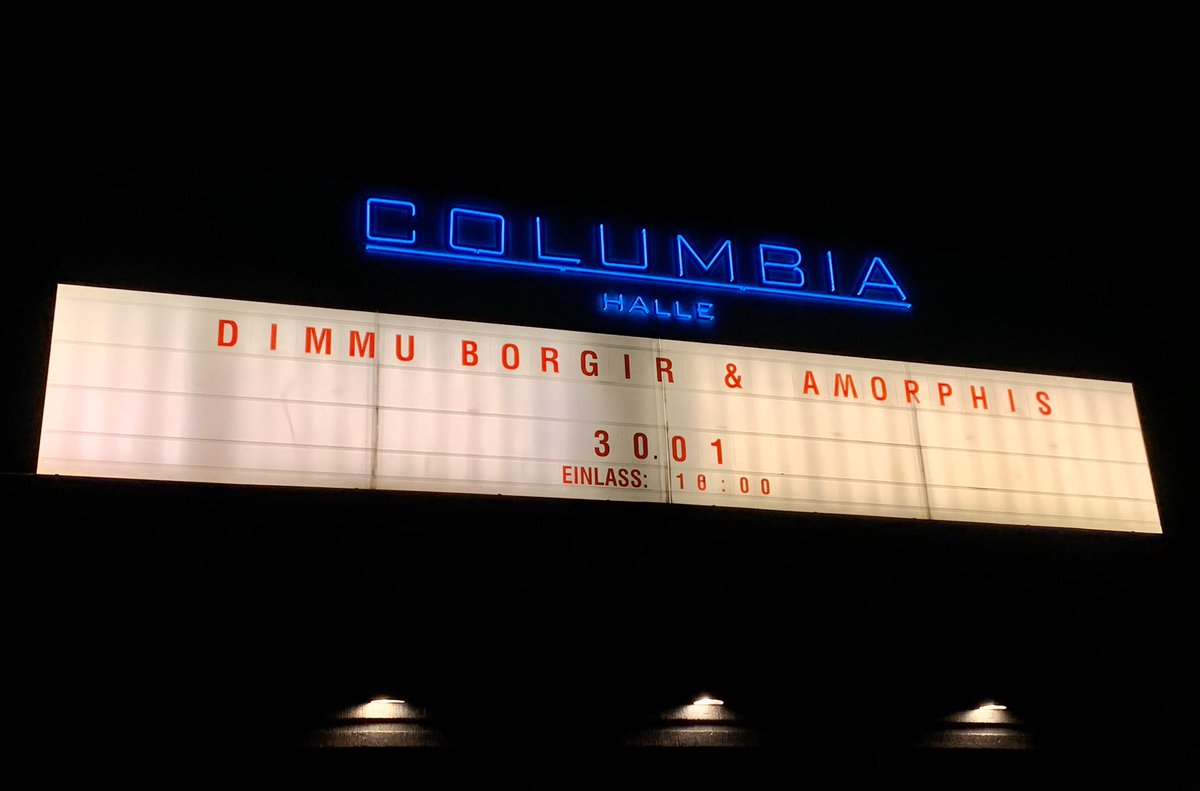 COLUMBIA
HALLE
DIMMU BORGIR & AMORPHIS
30.01
EINLASS: 18:00